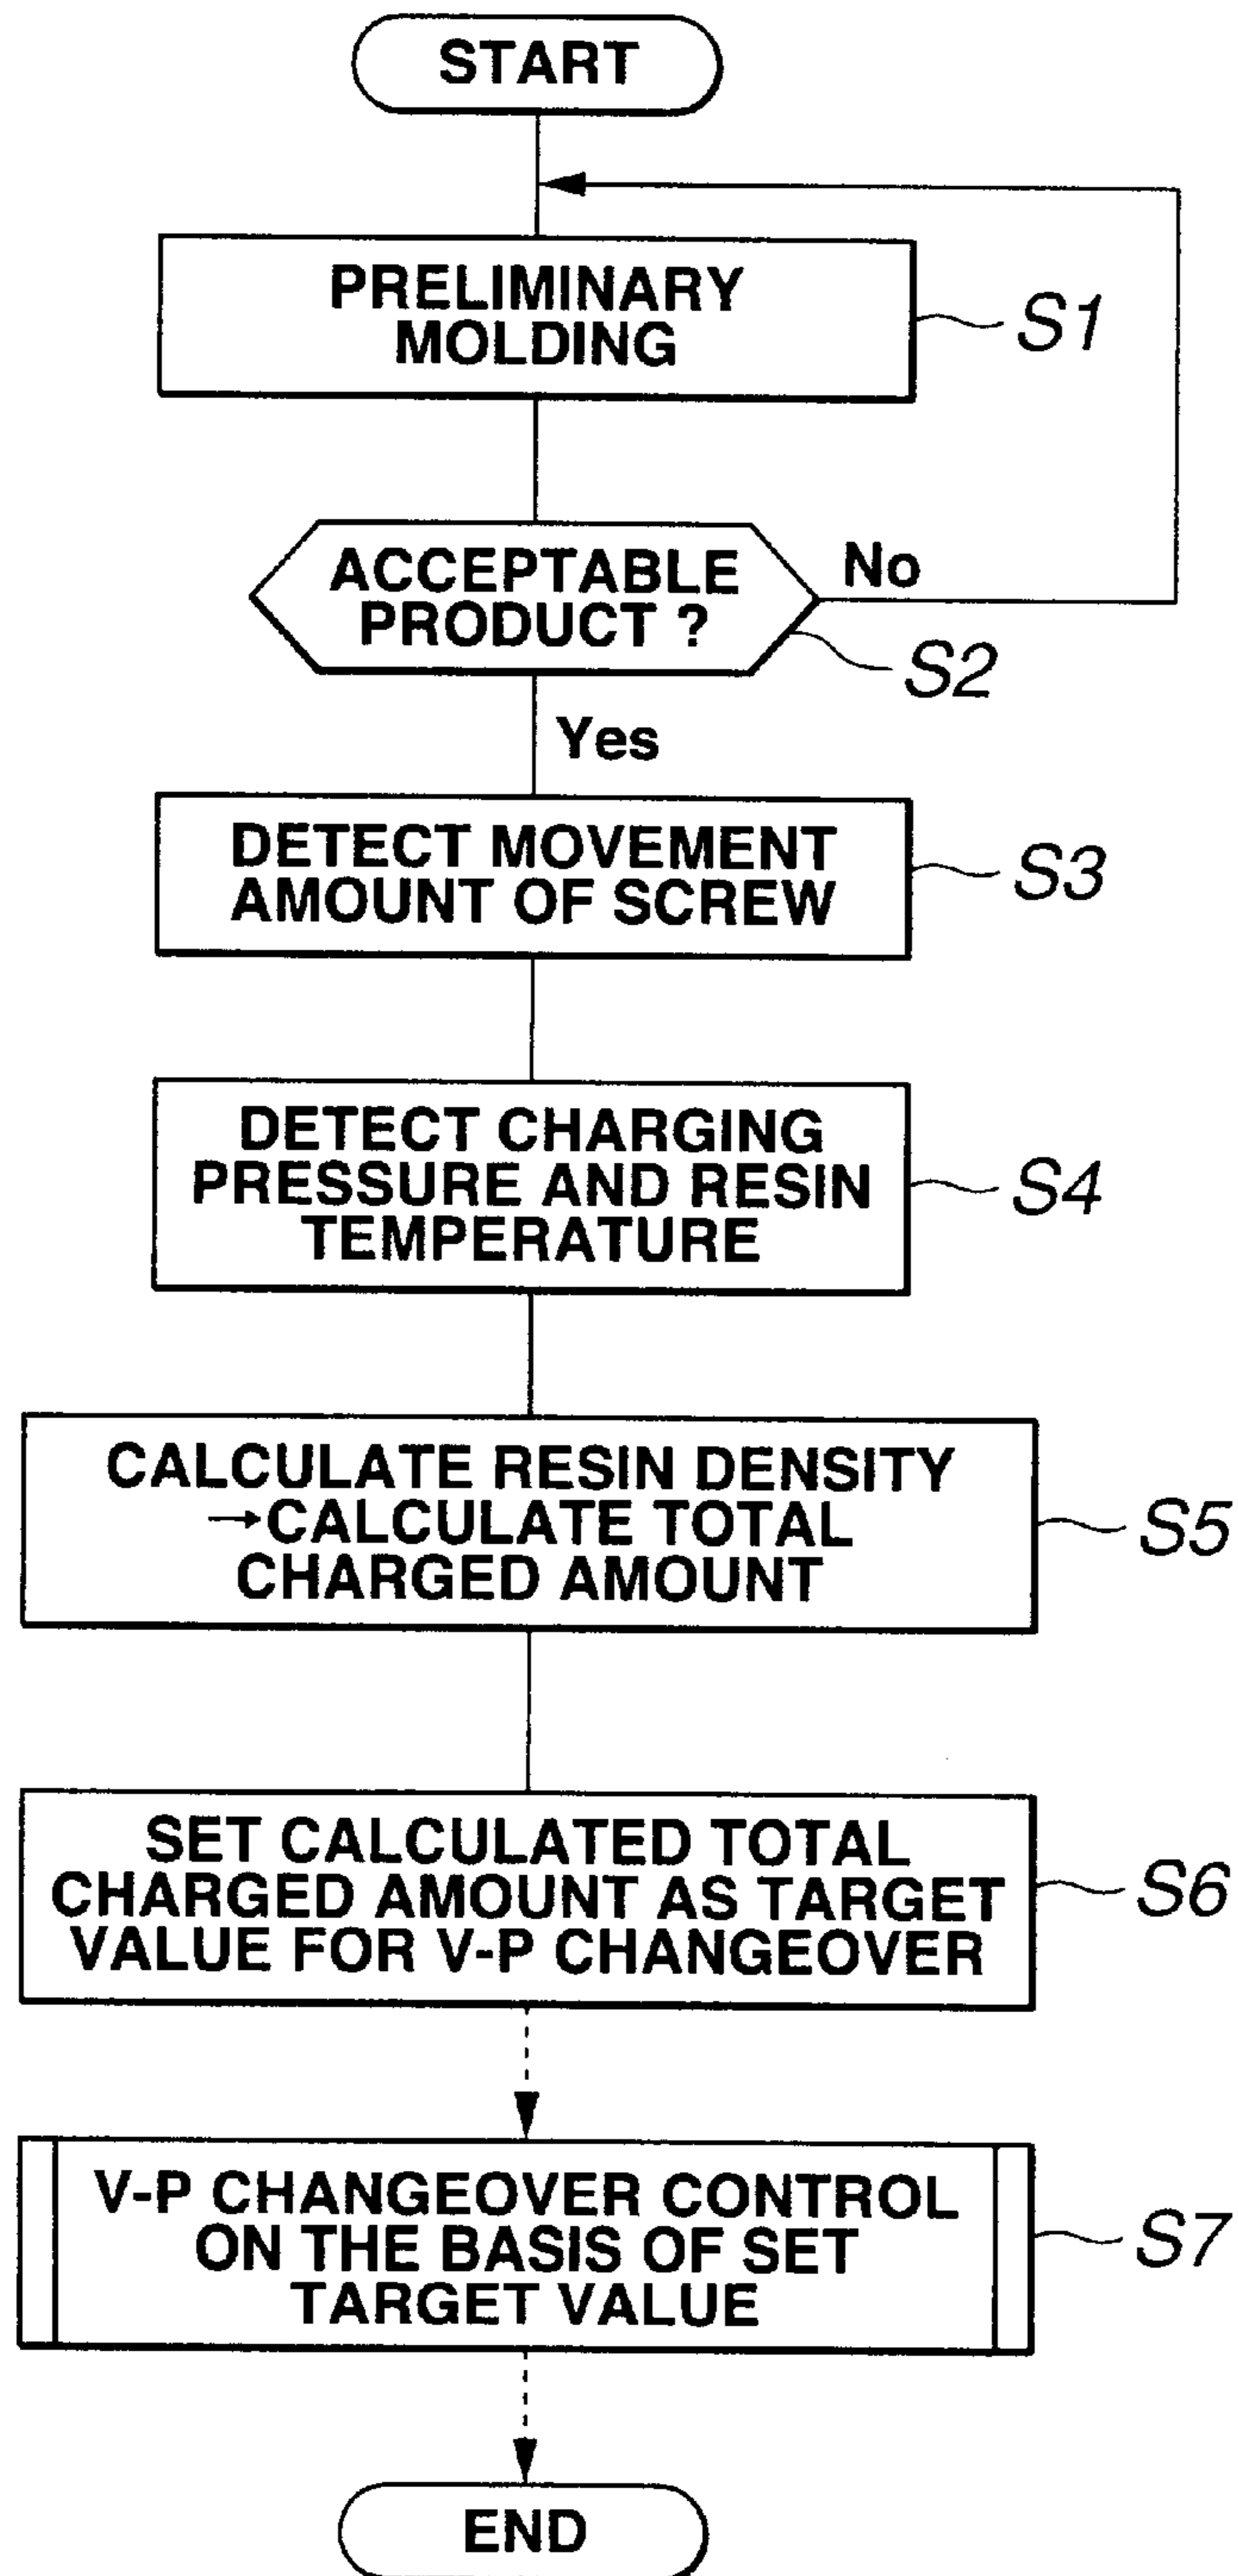 START
PRELIMINARY
MOLDING
S1
ACCEPTABLE
PRODUCT ?
No
S2
Yes
DETECT MOVEMENT
AMOUNT OF SCREW
S3
DETECT CHARGING
PRESSURE AND RESIN
TEMPERATURE
S4
CALCULATE RESIN DENSITY
→CALCULATE TOTAL
CHARGED AMOUNT
S5
SET CALCULATED TOTAL
CHARGED AMOUNT AS TARGET
VALUE FOR V-P CHANGEOVER
S6
V-P CHANGEOVER CONTROL
ON THE BASIS OF SET
TARGET VALUE
S7
END